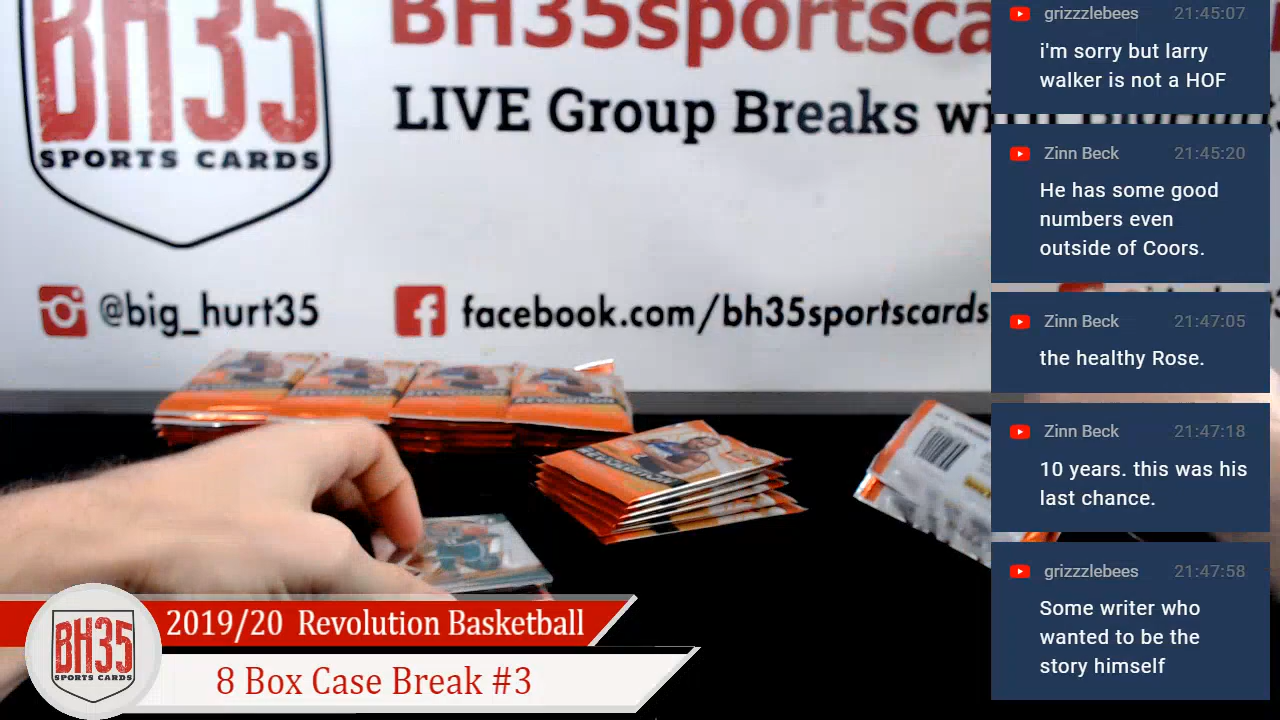 BH35
SPORTS CARDS
BH35sportsca
LIVE Group Breaks wi
@big_hurt35
facebook.com/bh35sportscards
REVOLUTION
REVOLUTION
grizzzlebees 21:45:07
i'm sorry but larry
walker is not a HOF
Zinn Beck 21:45:20
He has some good
numbers even
outside of Coors.
Zinn Beck 21:47:05
the healthy Rose.
Zinn Beck 21:47:18
10 years. this was his
last chance.
grizzzlebees 21:47:58
Some writer who
wanted to be the
story himself
BH35
SPORTS CARDS
2019/20 Revolution Basketball
8 Box Case Break #3